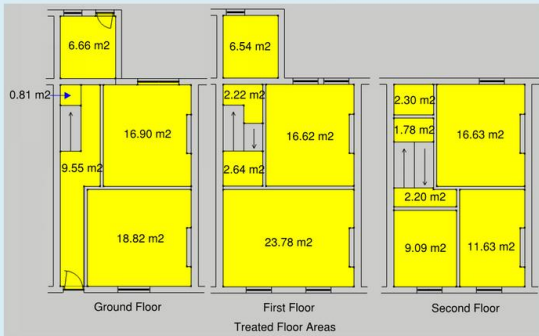 6.66 m2
0.81 m2
16.90 m2
9.55 m2
18.82 m2
Ground Floor
6.54 m2
2.22 m2
16.62 m2
2.64 m2
23.78 m2
First Floor
2.30 m2
1.78 m2
16.63 m2
2.20 m2
9.09 m2
11.63 m2
Second Floor
Treated Floor Areas